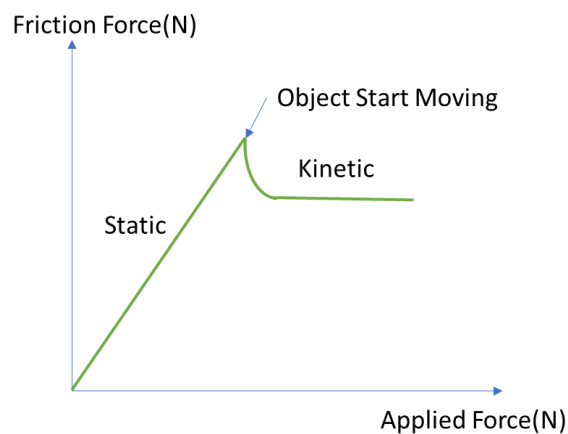 Friction Force(N)
Object Start Moving
Kinetic
Static
Applied Force(N)